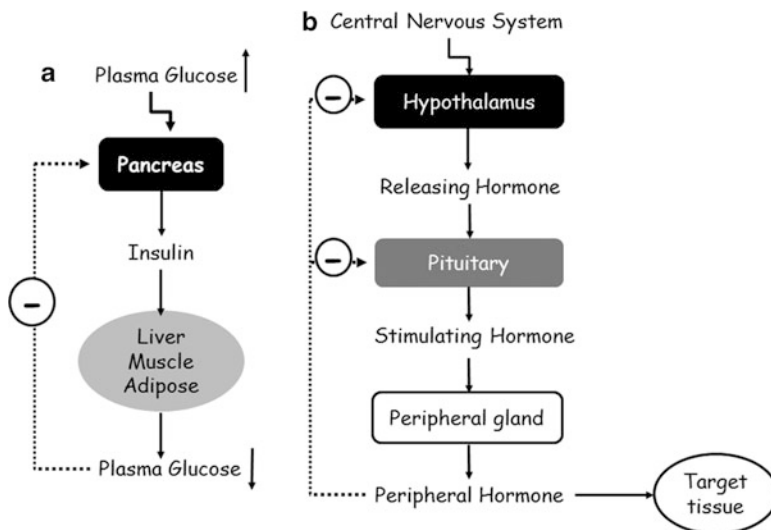 a
Plasma Glucose
Pancreas
Insulin
Liver
Muscle
Adipose
Plasma Glucose
−
b
Central Nervous System
−
Hypothalamus
Releasing Hormone
−
Pituitary
Stimulating Hormone
Peripheral gland
Peripheral Hormone
Target
tissue